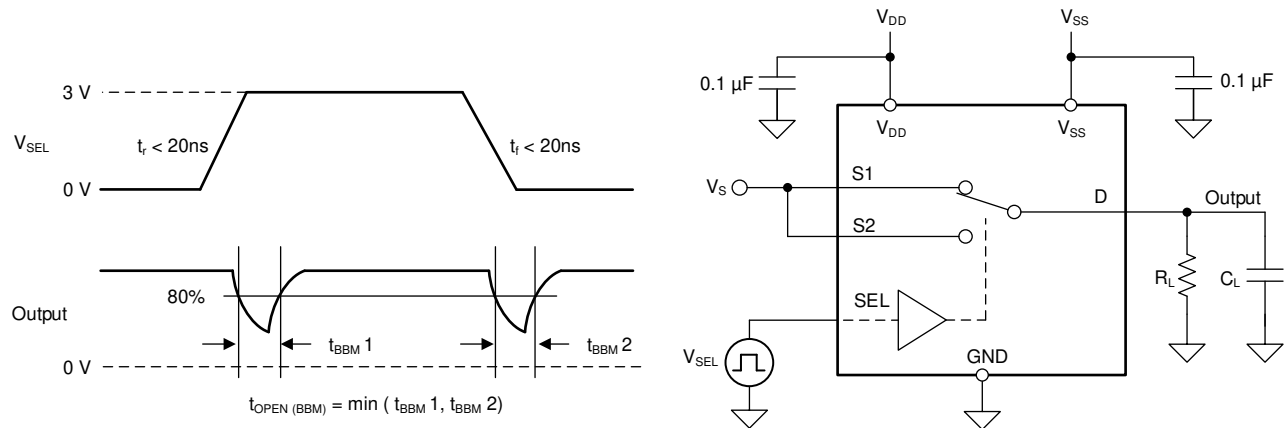 3 V
V_SEL
t_r < 20ns
t_f < 20ns
0 V
80%
Output
t_BBM 1
t_BBM 2
0 V
t_OPEN (BBM) = min ( t_BBM 1, t_BBM 2)
V_DD
V_SS
0.1 µF
0.1 µF
V_DD
V_SS
V_S
S1
D
Output
S2
R_L
C_L
SEL
V_SEL
GND